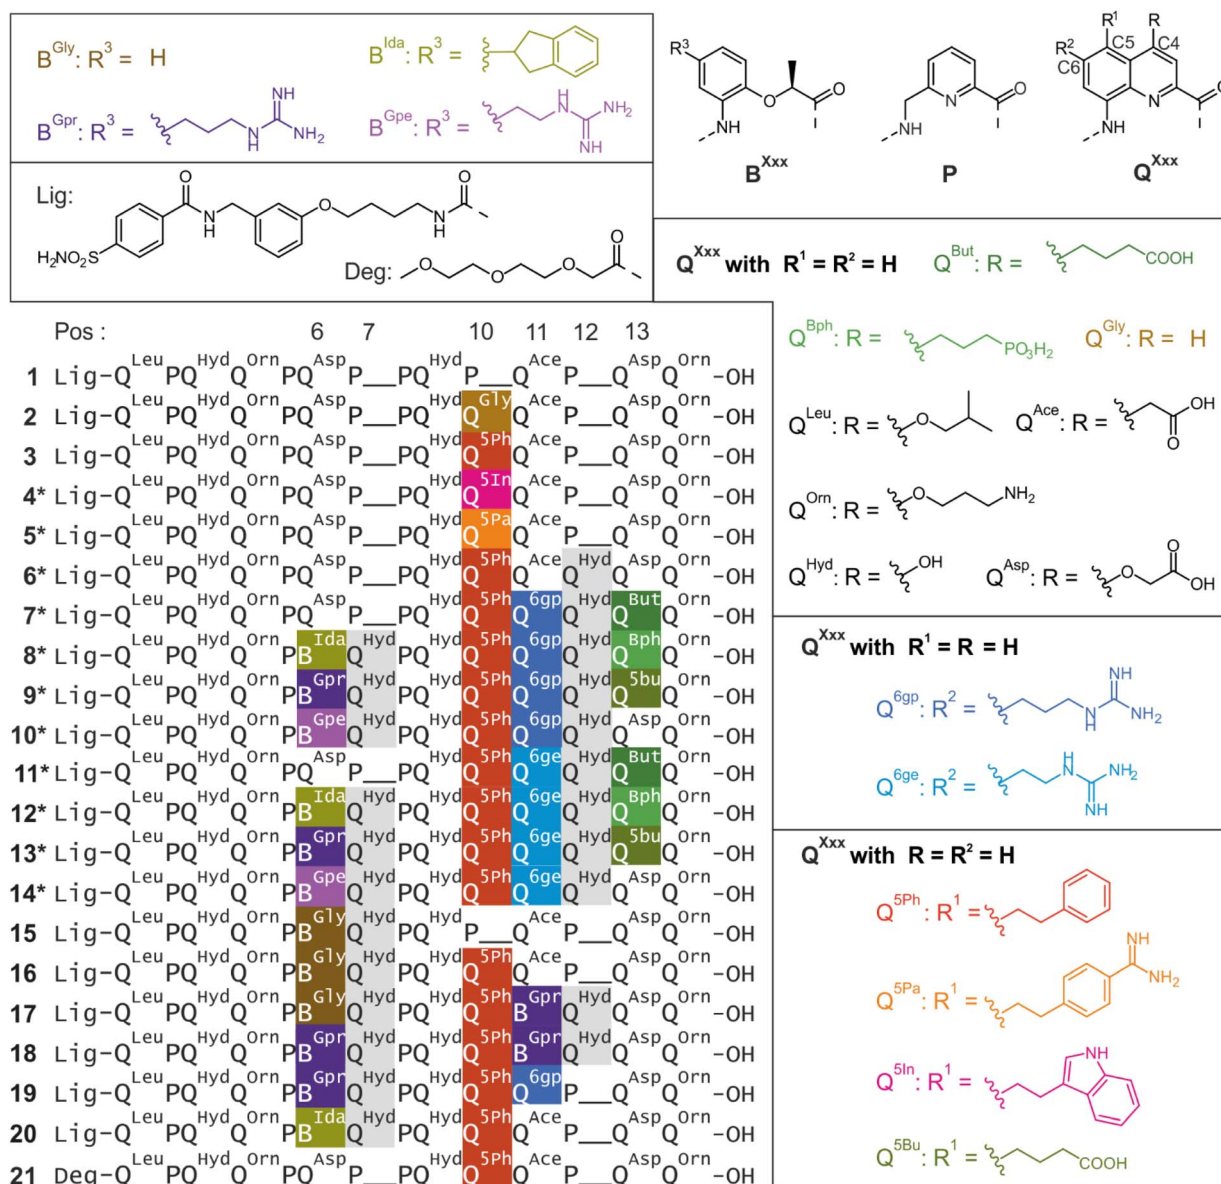 B^Gly: R^3 = H
B^Ida: R^3 =
B^Gpr: R^3 = N H NH NH2
B^Gpe: R^3 = H N NH2 NH
R^3 O O NH
B^Xxx
N O NH
P
R^1 R R^2 C5 C4 C6 N O NH
Q^Xxx
Lig: H2NO2S O N H O N H O
Deg: O O O O
Q^Xxx with R^1 = R^2 = H
Q^But: R = COOH
Q^Bph: R = PO3H2
Q^Gly: R = H
Q^Leu: R = O
Q^Ace: R = OH O
Q^Orn: R = O NH2
Q^Hyd: R = OH
Q^Asp: R = O O OH
Q^Xxx with R^1 = R = H
Q^6gp: R^2 N H NH NH2
Q^6ge: R^2 H N NH2 NH
Q^Xxx with R = R^2 = H
Q^5Ph: R^1 =
Q^5Pa: R^1 = NH NH2
Q^5In: R^1 = NH
Q^5Bu: R^1 = COOH
Pos : 6 7 10 11 12 13
1 Lig-Q^Leu PQ^Hyd Q^Orn PQ^Asp P__PQ^Hyd P__Q^Ace P__Q^Asp Q^Orn -OH
2 Lig-Q^Leu PQ^Hyd Q^Orn PQ^Asp P__PQ^Hyd Q^Gly Q^Ace P__Q^Asp Q^Orn -OH
3 Lig-Q^Leu PQ^Hyd Q^Orn PQ^Asp P__PQ^Hyd Q^5Ph Q^Ace P__Q^Asp Q^Orn -OH
4* Lig-Q^Leu PQ^Hyd Q^Orn PQ^Asp P__PQ^Hyd Q^5In Q^Ace P__Q^Asp Q^Orn -OH
5* Lig-Q^Leu PQ^Hyd Q^Orn PQ^Asp P__PQ^Hyd Q^5Pa Q^Ace P__Q^Asp Q^Orn -OH
6* Lig-Q^Leu PQ^Hyd Q^Orn PQ^Asp P__PQ^Hyd Q^5Ph Q^Ace Q^Hyd Q^Asp Q^Orn -OH
7* Lig-Q^Leu PQ^Hyd Q^Orn PQ^Asp P__PQ^Hyd Q^5Ph Q^6gp Q^Hyd Q^But Q^Orn -OH
8* Lig-Q^Leu PQ^Hyd Q^Orn PB^Ida Q^Hyd PQ^Hyd Q^5Ph Q^6gp Q^Hyd Q^Bph Q^Orn -OH
9* Lig-Q^Leu PQ^Hyd Q^Orn PB^Gpr Q^Hyd PQ^Hyd Q^5Ph Q^6gp Q^Hyd Q^5bu Q^Orn -OH
10* Lig-Q^Leu PQ^Hyd Q^Orn PB^Gpe Q^Hyd PQ^Hyd Q^5Ph Q^6gp Q^Hyd Q^Asp Q^Orn -OH
11* Lig-Q^Leu PQ^Hyd Q^Orn PQ^Asp P__PQ^Hyd Q^5Ph Q^6ge Q^Hyd Q^But Q^Orn -OH
12* Lig-Q^Leu PQ^Hyd Q^Orn PB^Ida Q^Hyd PQ^Hyd Q^5Ph Q^6ge Q^Hyd Q^Bph Q^Orn -OH
13* Lig-Q^Leu PQ^Hyd Q^Orn PB^Gpr Q^Hyd PQ^Hyd Q^5Ph Q^6ge Q^Hyd Q^5bu Q^Orn -OH
14* Lig-Q^Leu PQ^Hyd Q^Orn PB^Gpe Q^Hyd PQ^Hyd Q^5Ph Q^6ge Q^Hyd Q^Asp Q^Orn -OH
15 Lig-Q^Leu PQ^Hyd Q^Orn PB^Gly Q^Hyd PQ^Hyd P__Q^Ace P__Q^Asp Q^Orn -OH
16 Lig-Q^Leu PQ^Hyd Q^Orn PB^Gly Q^Hyd PQ^Hyd Q^5Ph Q^Ace P__Q^Asp Q^Orn -OH
17 Lig-Q^Leu PQ^Hyd Q^Orn PB^Gly Q^Hyd PQ^Hyd Q^5Ph B^Gpr Q^Hyd Q^Asp Q^Orn -OH
18 Lig-Q^Leu PQ^Hyd Q^Orn PB^Gpr Q^Hyd PQ^Hyd Q^5Ph B^Gpr Q^Hyd Q^Asp Q^Orn -OH
19 Lig-Q^Leu PQ^Hyd Q^Orn PB^Gpr Q^Hyd PQ^Hyd Q^5Ph Q^6gp P__Q^Asp Q^Orn -OH
20 Lig-Q^Leu PQ^Hyd Q^Orn PB^Ida Q^Hyd PQ^Hyd Q^5Ph Q^Ace P__Q^Asp Q^Orn -OH
21 Deg-Q^Leu PQ^Hyd Q^Orn PQ^Asp P__PQ^Hyd Q^5Ph Q^Ace P__Q^Asp Q^Orn -OH